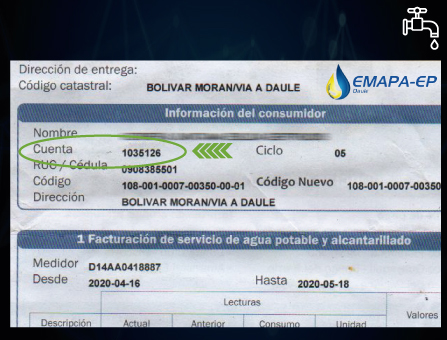 Dirección de entrega:
Código catastral: BOLIVAR MORAN/VIA A DAULE
EMAPA-EP
Daule
Información del consumidor
Nombre
Cuenta 1035126 Ciclo 05
RUC / Cédula 0908385501
Código 108-001-0007-00350-00-01 Código Nuevo 108-001-0007-00350
Dirección BOLIVAR MORAN/VIA A DAULE
1 Facturación de servicio de agua potable y alcantarillado
Medidor D14AA0418887
Desde 2020-04-16 Hasta 2020-05-18
Lecturas
Valores
Descripción Actual Anterior Consumo Unidad